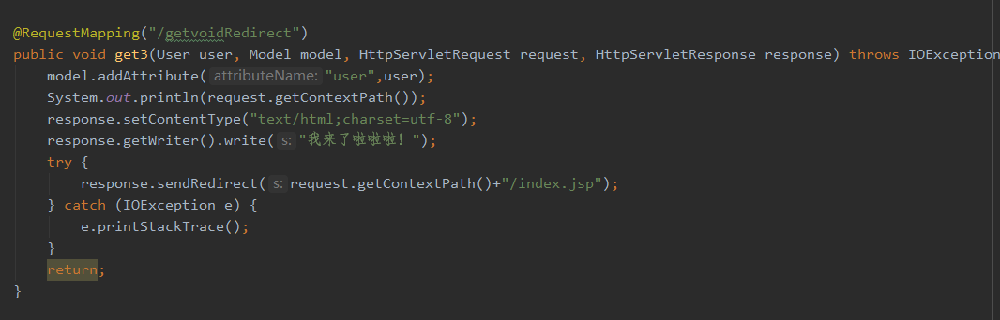 @RequestMapping("/getvoidRedirect")
public void get3(User user, Model model, HttpServletRequest request, HttpServletResponse response) throws IOException
model.addAttribute( attributeName: "user",user);
System.out.println(request.getContextPath());
response.setContentType("text/html;charset=utf-8");
response.getWriter().write( s: "我来了啦啦啦！");
try {
response.sendRedirect( s: request.getContextPath()+"/index.jsp");
} catch (IOException e) {
e.printStackTrace();
}
return;
}